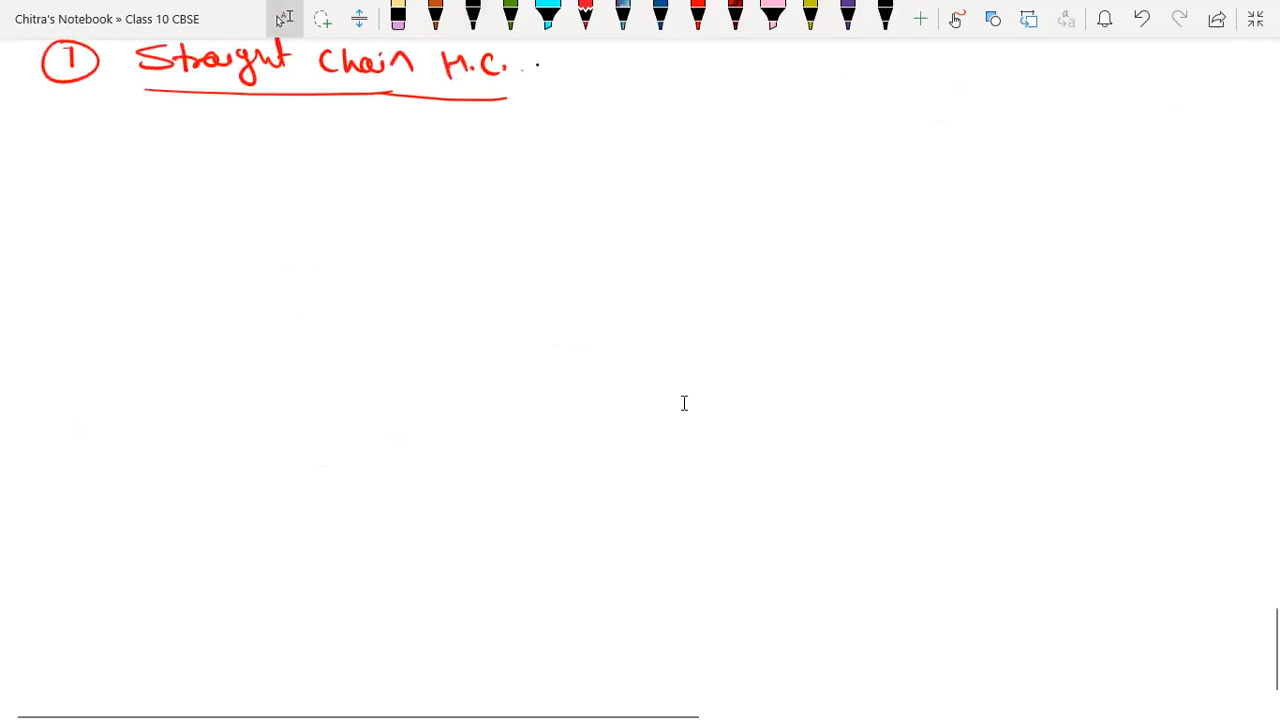 Chitra's Notebook » Class 10 CBSE
① Straight Chain H.C.